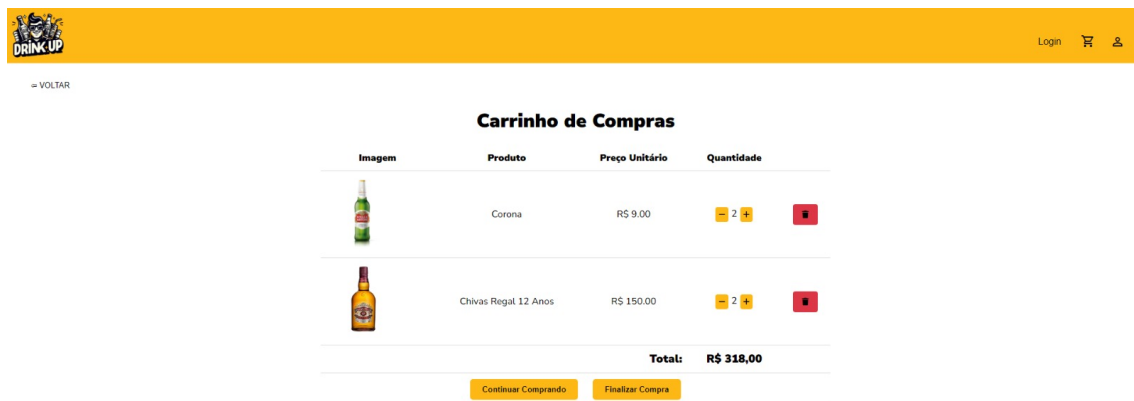 DRINK-UP
Login
⇦ VOLTAR
Carrinho de Compras
Imagem Produto Preço Unitário Quantidade
Corona R$ 9.00 − 2 +
Chivas Regal 12 Anos R$ 150.00 − 2 +
Total: R$ 318,00
Continuar Comprando Finalizar Compra